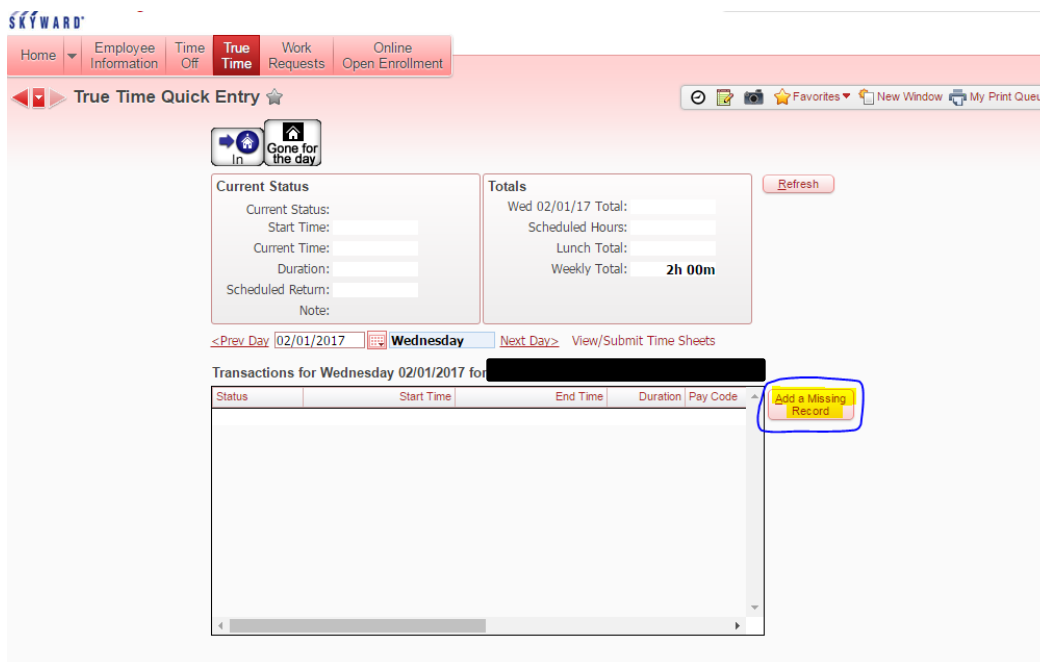 SKYWARD
Home Employee Information Time Off True Time Work Requests Online Open Enrollment
True Time Quick Entry Favorites New Window My Print Queu
In Gone for the day
Current Status
Current Status:
Start Time:
Current Time:
Duration:
Scheduled Return:
Note:
Totals
Wed 02/01/17 Total:
Scheduled Hours:
Lunch Total:
Weekly Total: 2h 00m
Refresh
<Prev Day 02/01/2017 Wednesday Next Day> View/Submit Time Sheets
Transactions for Wednesday 02/01/2017 for
Status Start Time End Time Duration Pay Code
Add a Missing
Record